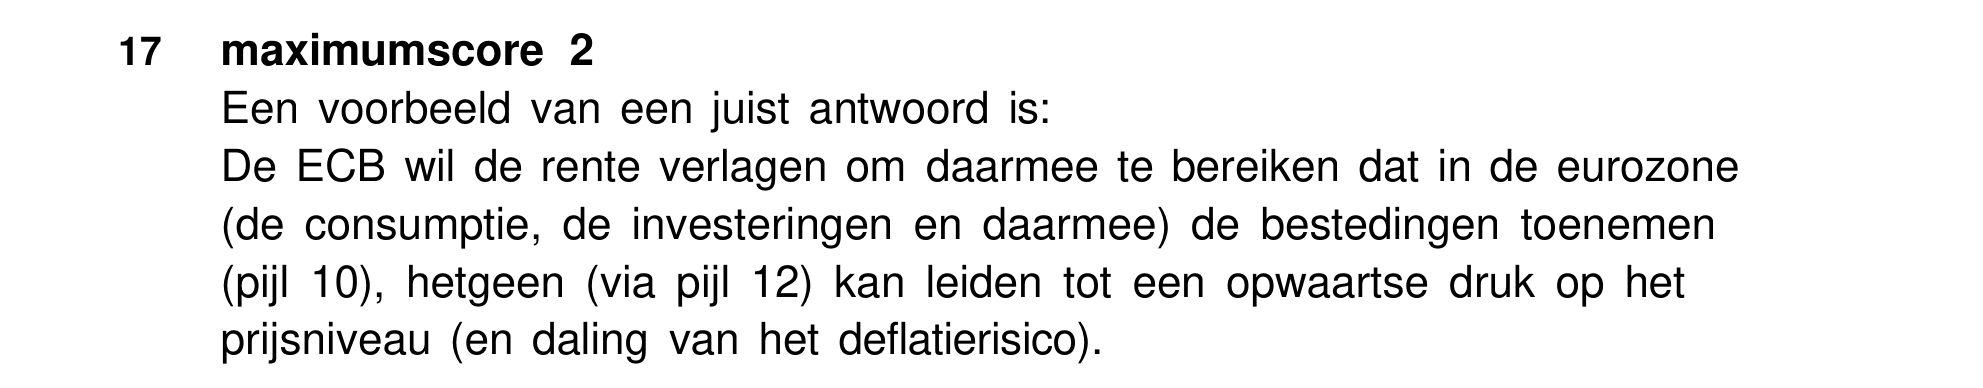 17 maximumscore 2
Een voorbeeld van een juist antwoord is:
De ECB wil de rente verlagen om daarmee te bereiken dat in de eurozone
(de consumptie, de investeringen en daarmee) de bestedingen toenemen
(pijl 10), hetgeen (via pijl 12) kan leiden tot een opwaartse druk op het
prijsniveau (en daling van het deflatierisico).